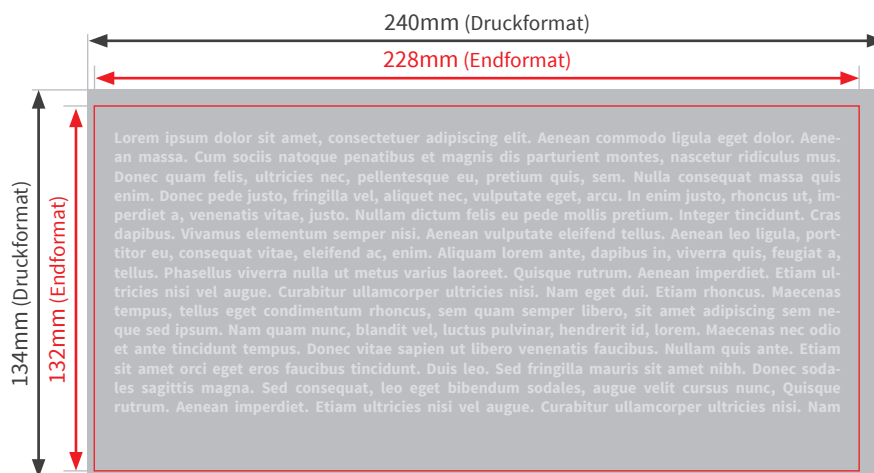 240mm (Druckformat)
228mm (Endformat)
134mm (Druckformat)
132mm (Endformat)
Lorem ipsum dolor sit amet, consectetuer adipiscing elit. Aenean commodo ligula eget dolor. Aene-
an massa. Cum sociis natoque penatibus et magnis dis parturient montes, nascetur ridiculus mus.
Donec quam felis, ultricies nec, pellentesque eu, pretium quis, sem. Nulla consequat massa quis
enim. Donec pede justo, fringilla vel, aliquet nec, vulputate eget, arcu. In enim justo, rhoncus ut, im-
perdiet a, venenatis vitae, justo. Nullam dictum felis eu pede mollis pretium. Integer tincidunt. Cras
dapibus. Vivamus elementum semper nisi. Aenean vulputate eleifend tellus. Aenean leo ligula, port-
titor eu, consequat vitae, eleifend ac, enim. Aliquam lorem ante, dapibus in, viverra quis, feugiat a,
tellus. Phasellus viverra nulla ut metus varius laoreet. Quisque rutrum. Aenean imperdiet. Etiam ul-
tricies nisi vel augue. Curabitur ullamcorper ultricies nisi. Nam eget dui. Etiam rhoncus. Maecenas
tempus, tellus eget condimentum rhoncus, sem quam semper libero, sit amet adipiscing sem ne-
que sed ipsum. Nam quam nunc, blandit vel, luctus pulvinar, hendrerit id, lorem. Maecenas nec odio
et ante tincidunt tempus. Donec vitae sapien ut libero venenatis faucibus. Nullam quis ante. Etiam
sit amet orci eget eros faucibus tincidunt. Duis leo. Sed fringilla mauris sit amet nibh. Donec soda-
les sagittis magna. Sed consequat, leo eget bibendum sodales, augue velit cursus nunc, Quisque
rutrum. Aenean imperdiet. Etiam ultricies nisi vel augue. Curabitur ullamcorper ultricies nisi. Nam